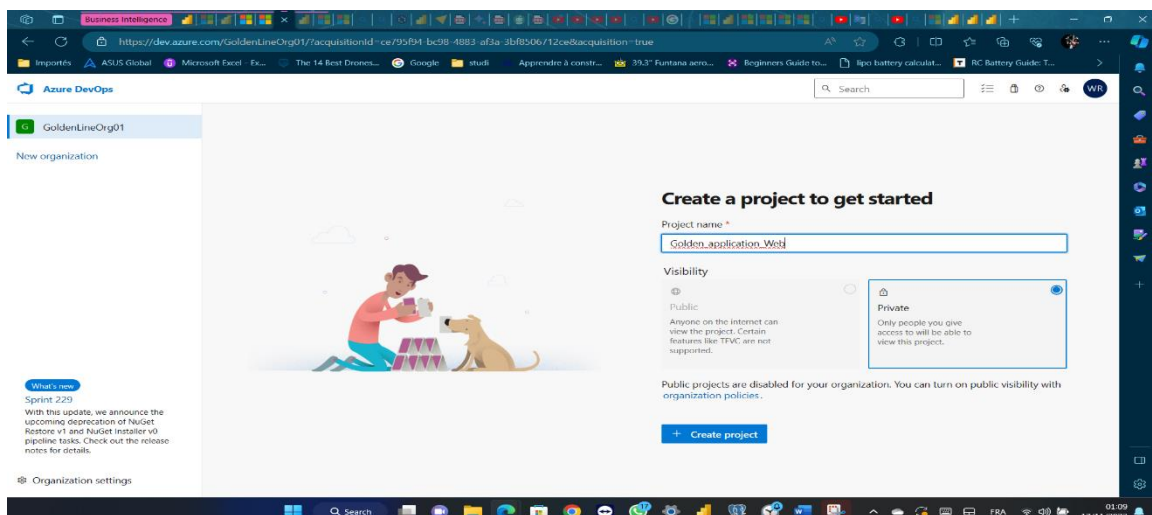 Business Intelligence
https://dev.azure.com/GoldenLineOrg01/?acquisitionId=ce795f94-bc98-4883-af3a-3bf8506712ce&acquisition=true
Importés
ASUS Global
Microsoft Excel - Ex...
The 14 Best Drones...
Google
studi
Apprendre à constr...
39.3" Funtana aero...
Beginners Guide to...
lipo battery calculat...
RC Battery Guide: T...
Azure DevOps
Search
WR
G GoldenLineOrg01
New organization
Create a project to get started
Project name *
Golden_application_Web
Visibility
Public
Anyone on the internet can
view the project. Certain
features like TFVC are not
supported.
Private
Only people you give
access to will be able to
view this project.
Public projects are disabled for your organization. You can turn on public visibility with
organization policies.
+ Create project
What's new
Sprint 229
With this update, we announce the
upcoming deprecation of NuGet
Restore v1 and NuGet Installer v0
pipeline tasks. Check out the release
notes for details.
Organization settings
Search
FRA
01:09